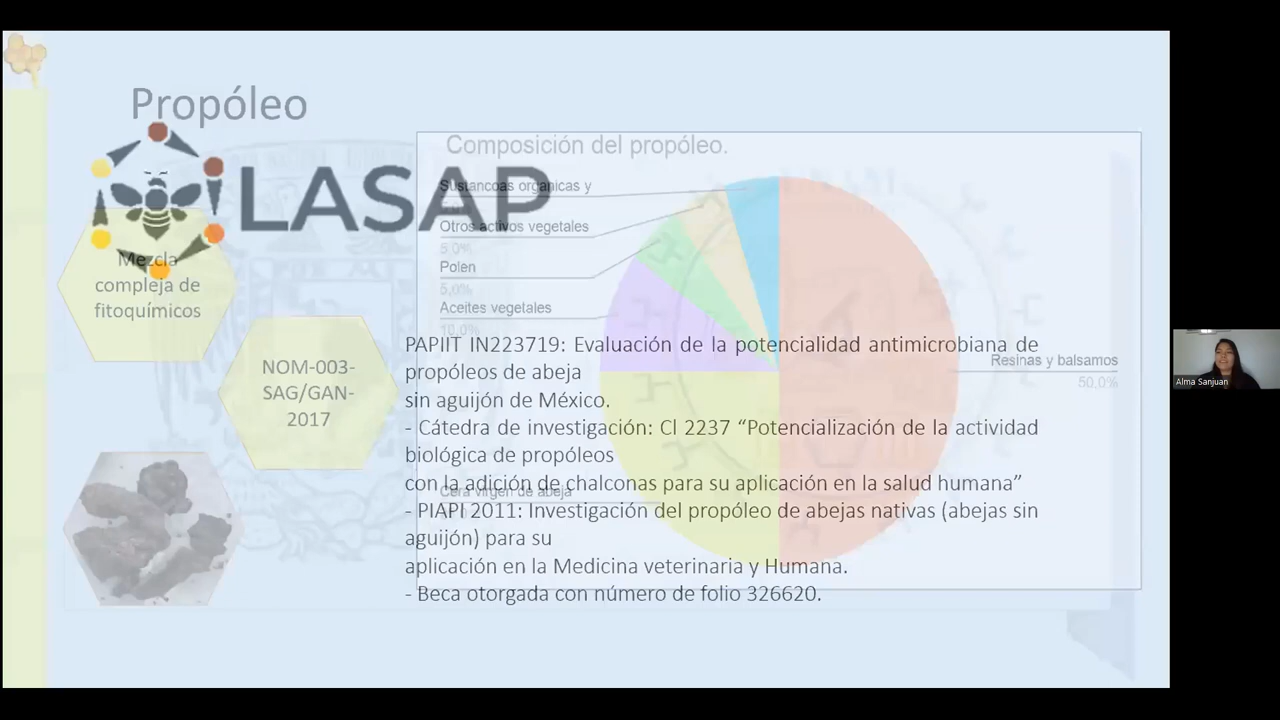 Propóleo
LASAP
Composición del propóleo.
Sustancoas organicas y
Otros activos vegetales
5.0%
Polen
5,0%
Aceites vegetales
10,0%
Mezcla
compleja de
fitoquímicos
NOM-003-
SAG/GAN-
2017
Resinas y balsamos
50,0%
Cera virgen de abeja
PAPIIT IN223719: Evaluación de la potencialidad antimicrobiana de
propóleos de abeja
sin aguijón de México.
- Cátedra de investigación: Cl 2237 “Potencialización de la actividad
biológica de propóleos
con la adición de chalconas para su aplicación en la salud humana”
- PIAPI 2011: Investigación del propóleo de abejas nativas (abejas sin
aguijón) para su
aplicación en la Medicina veterinaria y Humana.
- Beca otorgada con número de folio 326620.
Alma Sanjuan